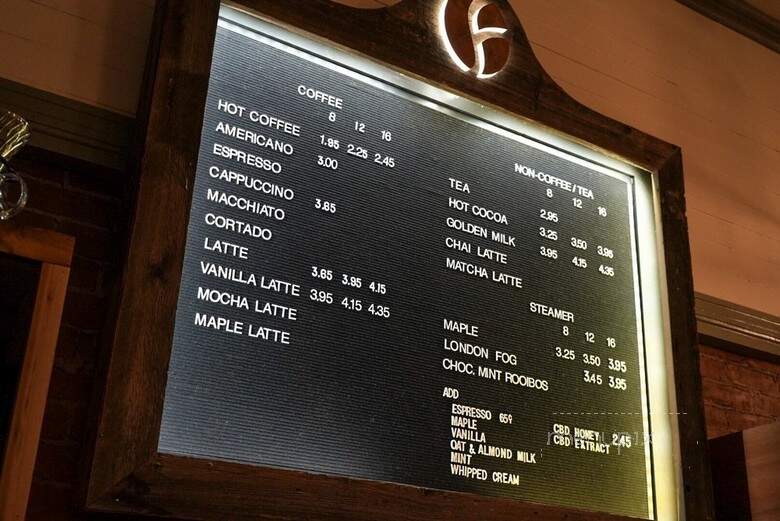 F
COFFEE
8 12 16
HOT COFFEE 1.95 2.25 2.45
AMERICANO 3.00
ESPRESSO
CAPPUCCINO 3.65
MACCHIATO
CORTADO
LATTE 3.65 3.95 4.15
VANILLA LATTE 3.95 4.15 4.35
MOCHA LATTE
MAPLE LATTE
NON-COFFEE / TEA
8 12 16
TEA 2.95
HOT COCOA 3.25 3.50 3.95
GOLDEN MILK 3.95 4.15 4.35
CHAI LATTE
MATCHA LATTE
STEAMER
8 12 16
MAPLE 3.25 3.50 3.95
LONDON FOG 3.45 3.95
CHOC. MINT ROOIBOS
ADD
ESPRESSO 65¢
MAPLE
VANILLA
OAT & ALMOND MILK
MINT
WHIPPED CREAM
CBD HONEY 2.45
CBD EXTRACT